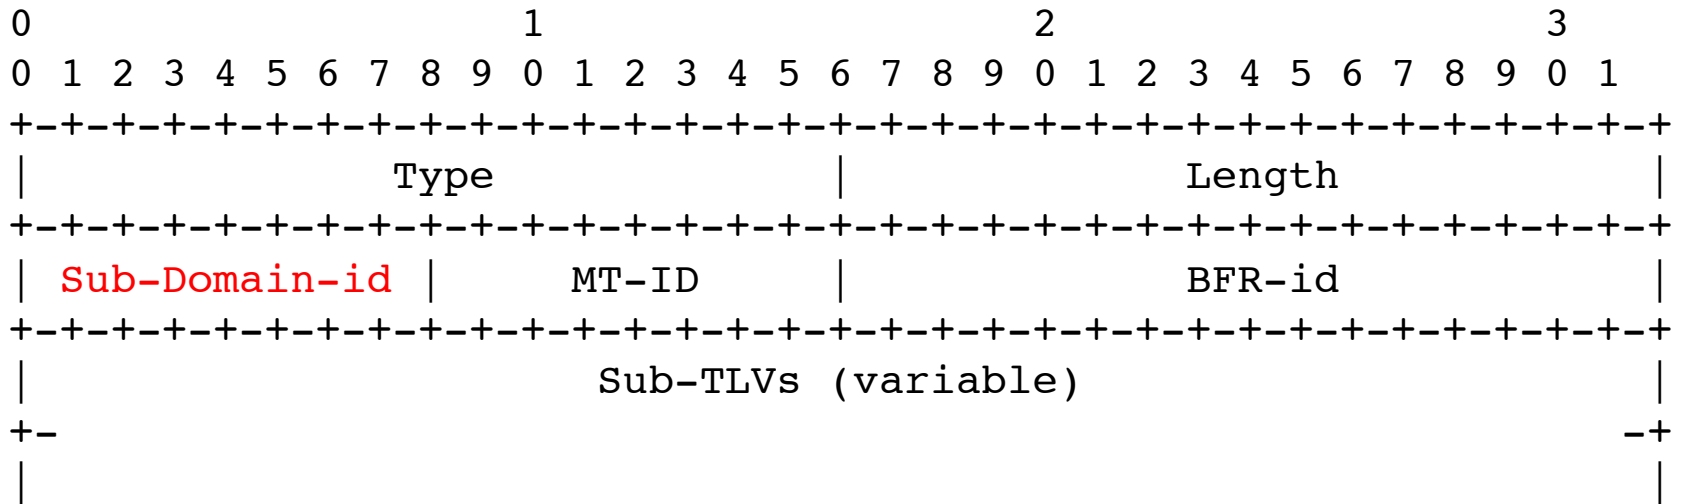 0                   1                   2                   3
0 1 2 3 4 5 6 7 8 9 0 1 2 3 4 5 6 7 8 9 0 1 2 3 4 5 6 7 8 9 0 1
+-+-+-+-+-+-+-+-+-+-+-+-+-+-+-+-+-+-+-+-+-+-+-+-+-+-+-+-+-+-+-+-+
|              Type             |             Length            |
+-+-+-+-+-+-+-+-+-+-+-+-+-+-+-+-+-+-+-+-+-+-+-+-+-+-+-+-+-+-+-+-+
| Sub-Domain-id |     MT-ID     |             BFR-id            |
+-+-+-+-+-+-+-+-+-+-+-+-+-+-+-+-+-+-+-+-+-+-+-+-+-+-+-+-+-+-+-+-+
|                      Sub-TLVs (variable)                      |
+-                                                             -+
|                                                               |